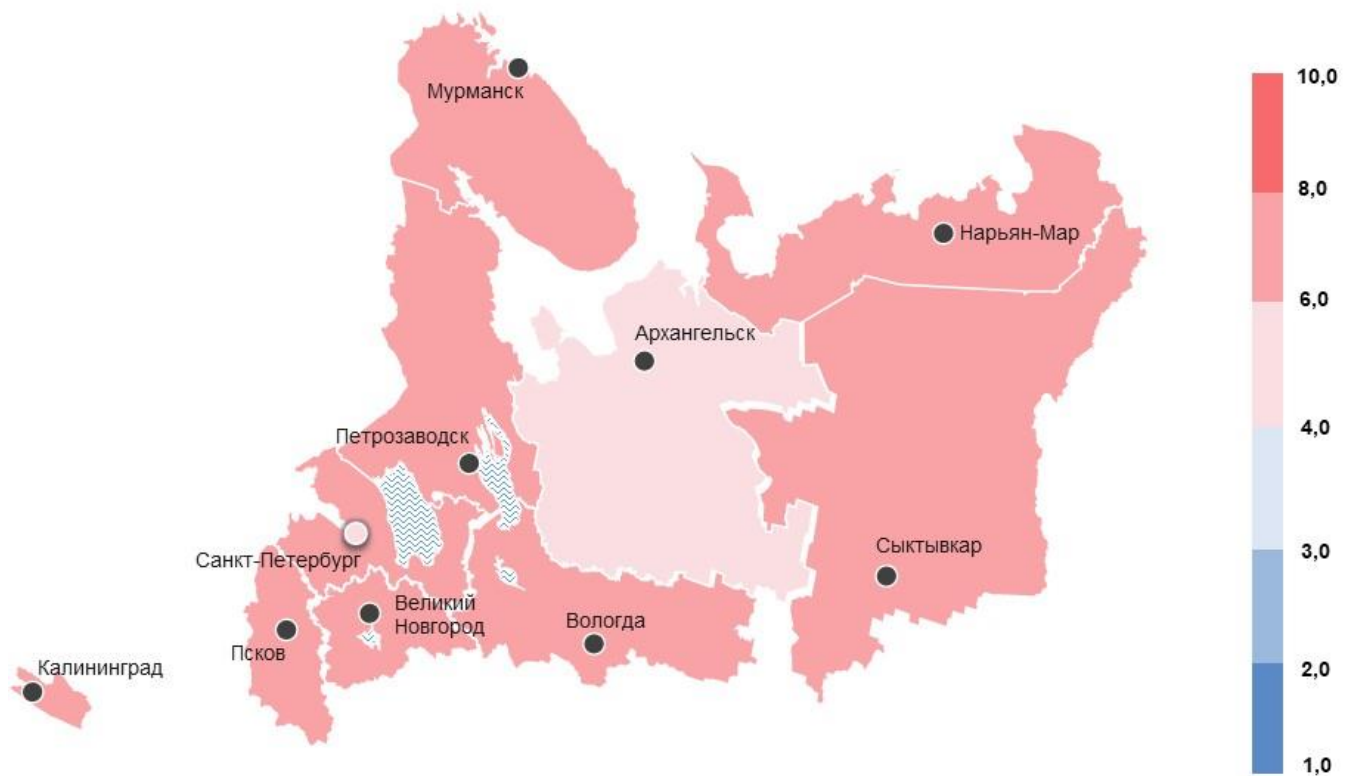 10,0
Мурманск
8,0
Нарьян-Мар
6,0
Архангельск
4,0
Петрозаводск
Сыктывкар
3,0
Санкт-Петербург
Великий
Новгород
Вологда
Псков
Калининград
2,0
1,0